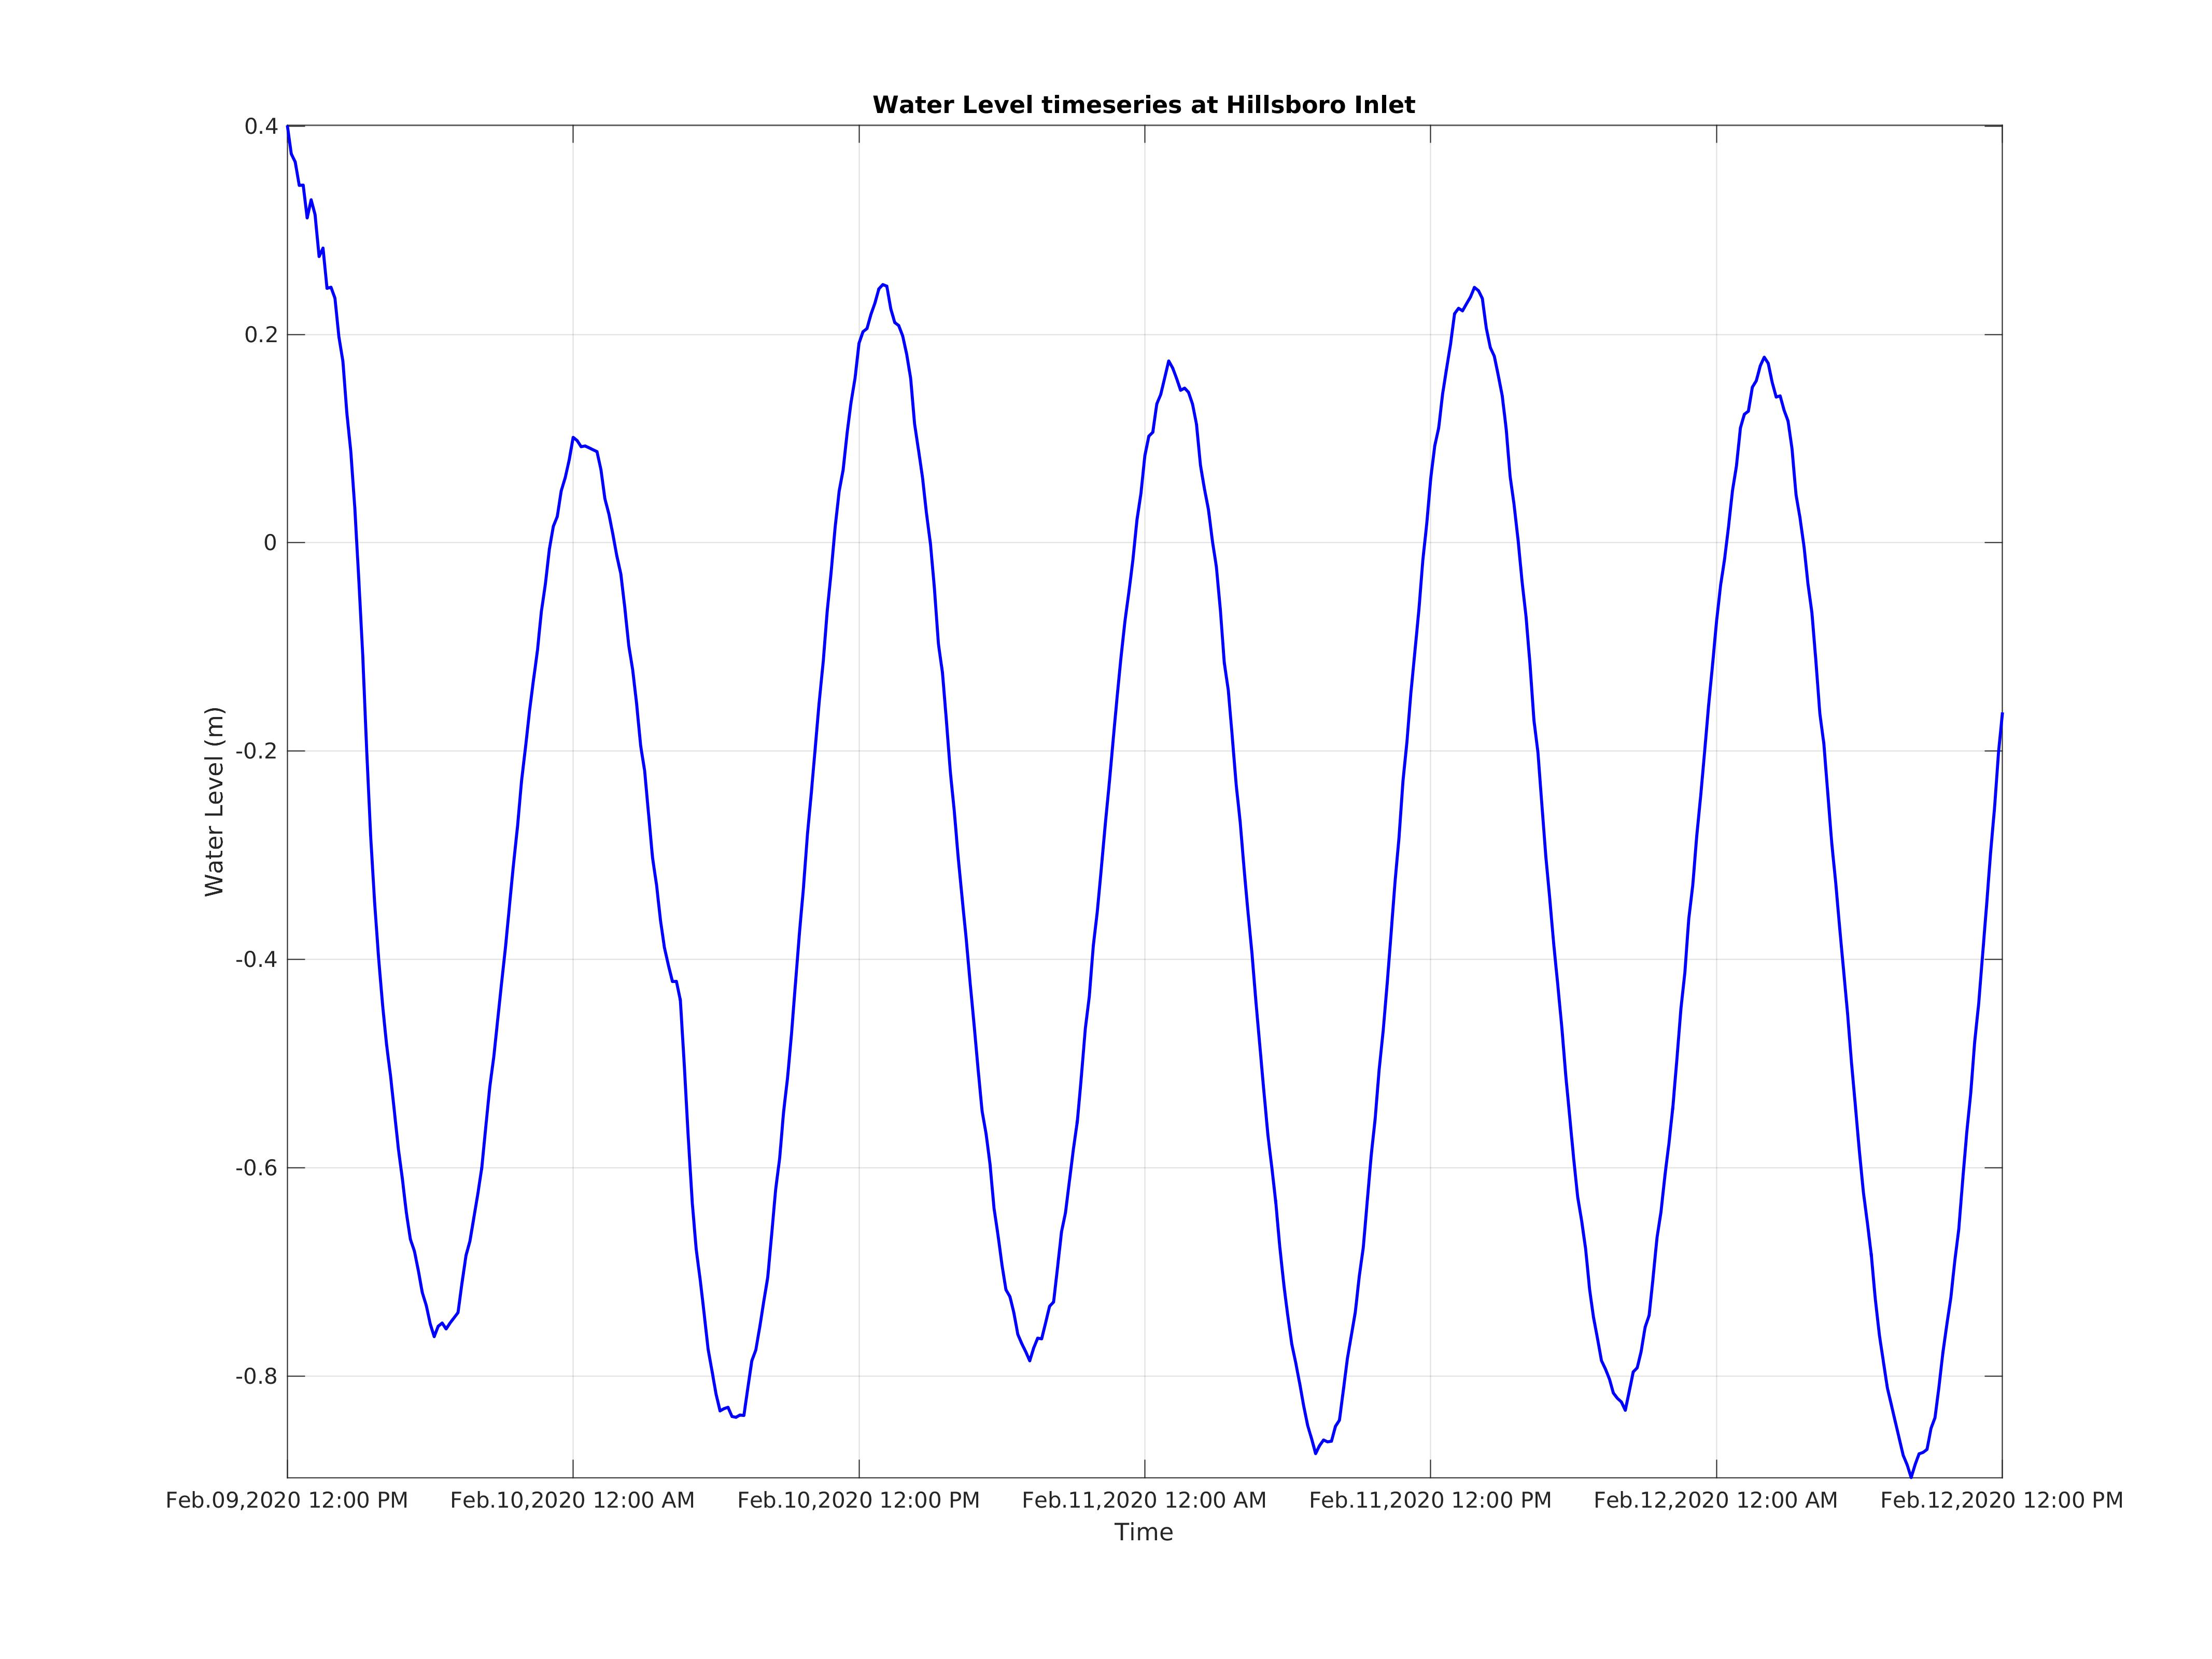 Water Level timeseries at Hillsboro Inlet
0.4
0.2
0
-0.2
-0.4
-0.6
-0.8
Water Level (m)
Feb.09,2020 12:00 PM
Feb.10,2020 12:00 AM
Feb.10,2020 12:00 PM
Feb.11,2020 12:00 AM
Feb.11,2020 12:00 PM
Feb.12,2020 12:00 AM
Feb.12,2020 12:00 PM
Time